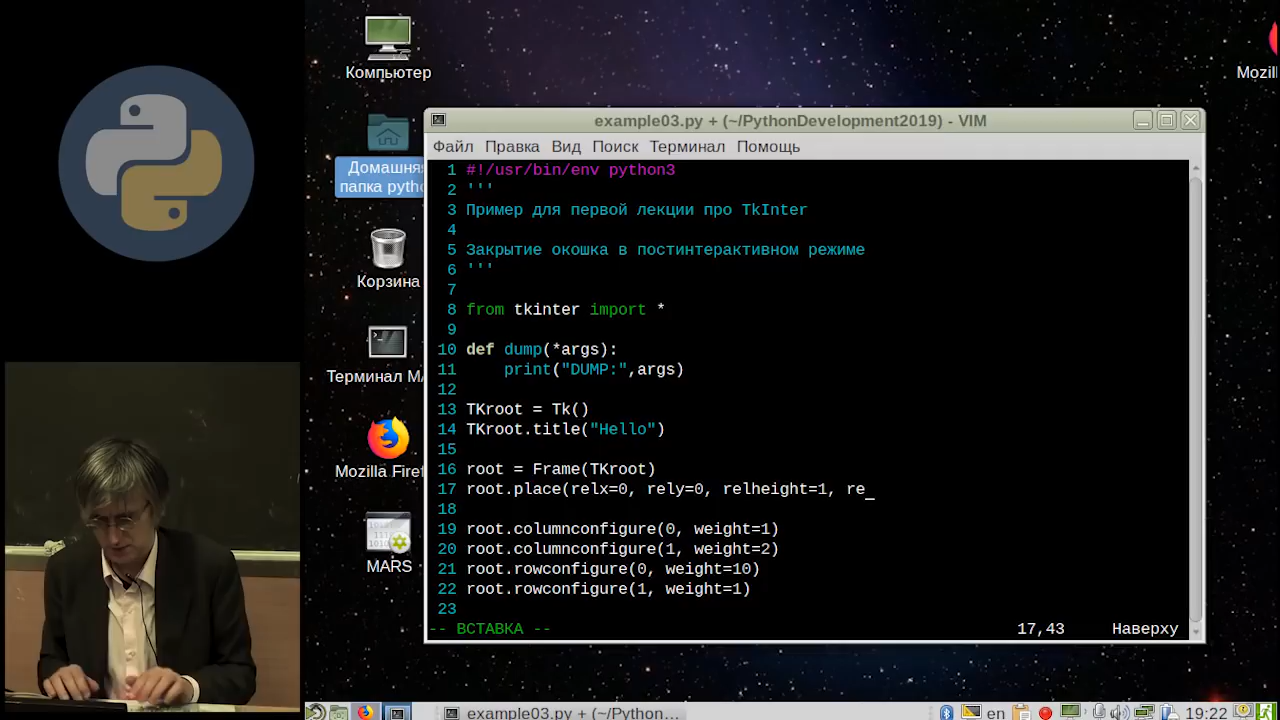 Компьютер
Mozil
Домашняя
папка pytho
Корзина
Терминал MA
Mozilla Firef
MARS
example03.py + (~/PythonDevelopment2019) - VIM
Файл Правка Вид Поиск Терминал Помощь
1 #!/usr/bin/env python3
2 '''
3 Пример для первой лекции про TkInter
4
5 Закрытие окошка в постинтерактивном режиме
6 '''
7
8 from tkinter import *
9
10 def dump(*args):
11     print("DUMP:",args)
12
13 TKroot = Tk()
14 TKroot.title("Hello")
15
16 root = Frame(TKroot)
17 root.place(relx=0, rely=0, relheight=1, re_
18
19 root.columnconfigure(0, weight=1)
20 root.columnconfigure(1, weight=2)
21 root.rowconfigure(0, weight=10)
22 root.rowconfigure(1, weight=1)
23
-- ВСТАВКА -- 17,43 Наверху
example03.py + (~/Python... en 19:22